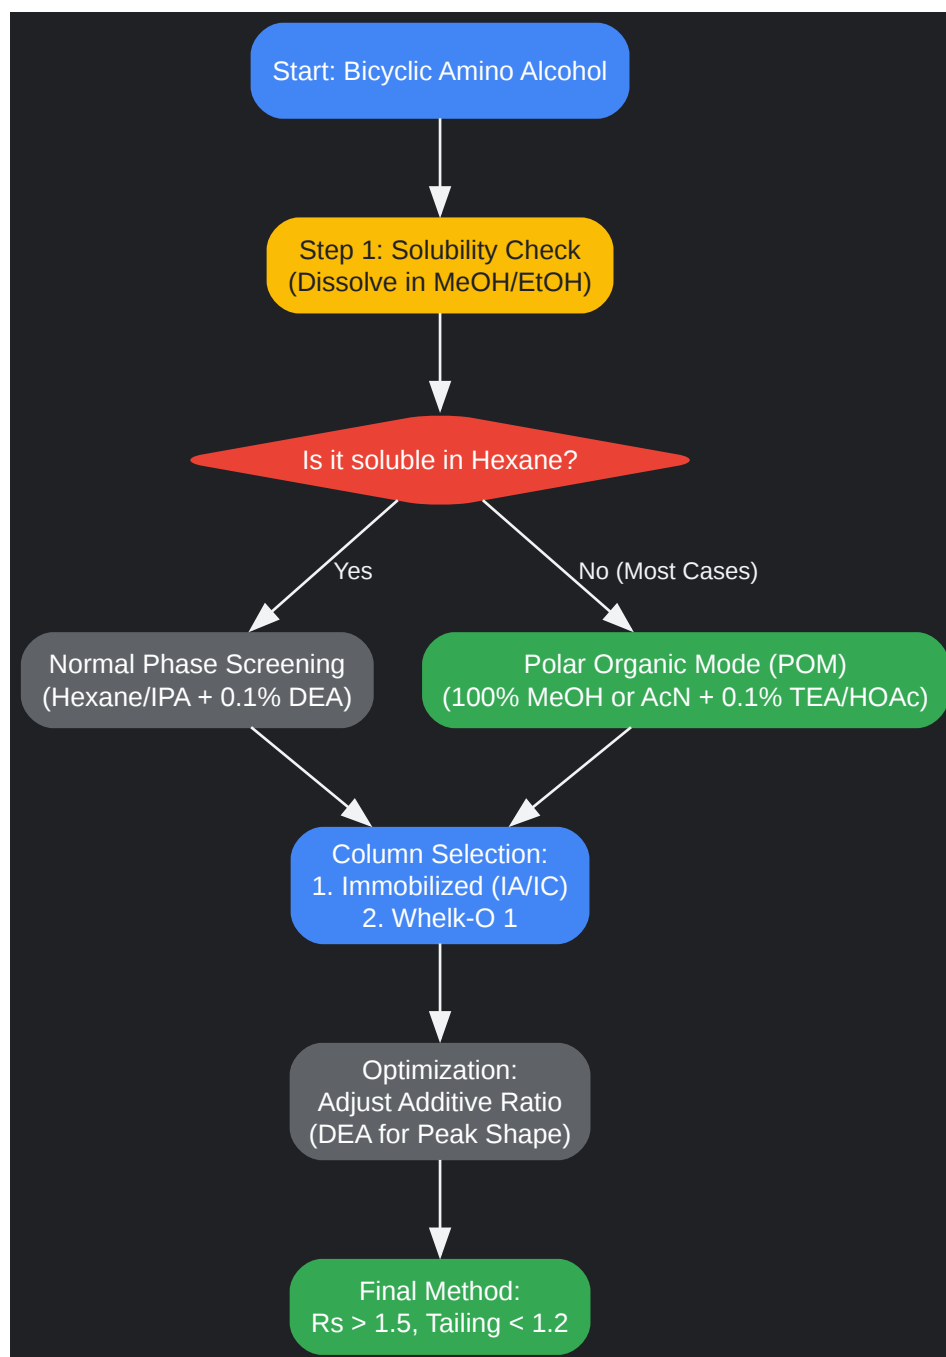 Start: Bicyclic Amino Alcohol
Step 1: Solubility Check
(Dissolve in MeOH/EtOH)
Is it soluble in Hexane?
Yes
No (Most Cases)
Normal Phase Screening
(Hexane/IPA + 0.1% DEA)
Polar Organic Mode (POM)
(100% MeOH or AcN + 0.1% TEA/HOAc)
Column Selection:
1. Immobilized (IA/IC)
2. Whelk-O 1
Optimization:
Adjust Additive Ratio
(DEA for Peak Shape)
Final Method:
Rs > 1.5, Tailing < 1.2